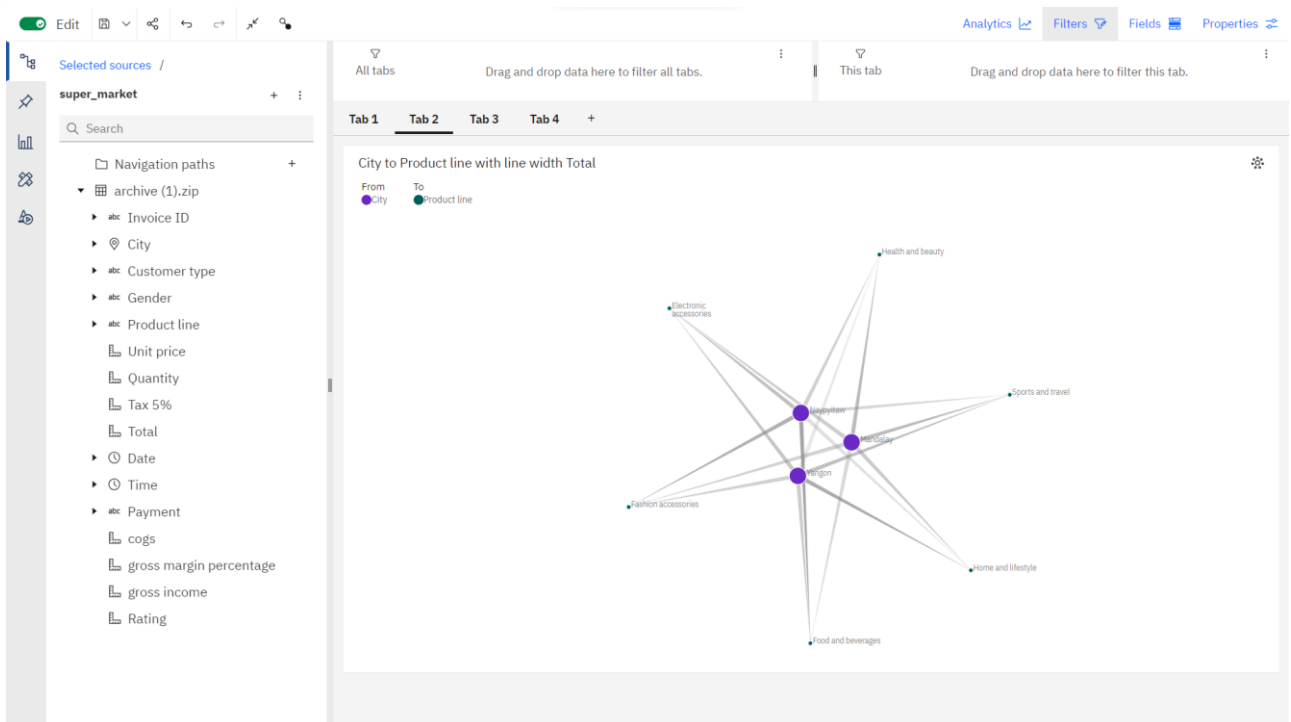 Edit
Analytics
Filters
Fields
Properties
Selected sources /
super_market
Search
Navigation paths
archive (1).zip
abc Invoice ID
City
abc Customer type
abc Gender
abc Product line
Unit price
Quantity
Tax 5%
Total
Date
Time
abc Payment
cogs
gross margin percentage
gross income
Rating
All tabs
Drag and drop data here to filter all tabs.
This tab
Drag and drop data here to filter this tab.
Tab 1
Tab 2
Tab 3
Tab 4
City to Product line with line width Total
From
To
City
Product line
Health and beauty
Electronic
accessories
Sports and travel
Naypyitaw
Mandalay
Yangon
Fashion accessories
Home and lifestyle
Food and beverages